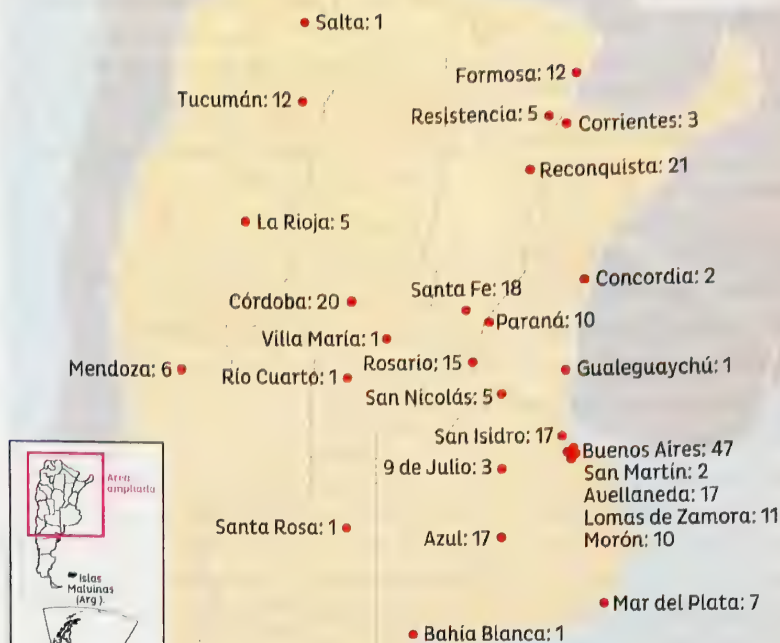 Salta: 1
Formosa: 12
Tucumán: 12
Resistencia: 5
Corrientes: 3
Reconquista: 21
La Rioja: 5
Concordia: 2
Santa Fe: 18
Córdoba: 20
Paraná: 10
Villa María: 1
Mendoza: 6
Río Cuarto: 1
Rosario; 15
Gualeguaychú: 1
San Nicolás: 5
San Isidro: 17
Buenos Aires: 47
9 de Julio: 3
San Martín: 2
Avellaneda: 17
Lomas de Zamora: 11
Morón: 10
Santa Rosa: 1
Azul: 17
Area
ampliada
Islas
Malvinas
(Arg).
Mar del Plata: 7
Bahía Blanca: 1